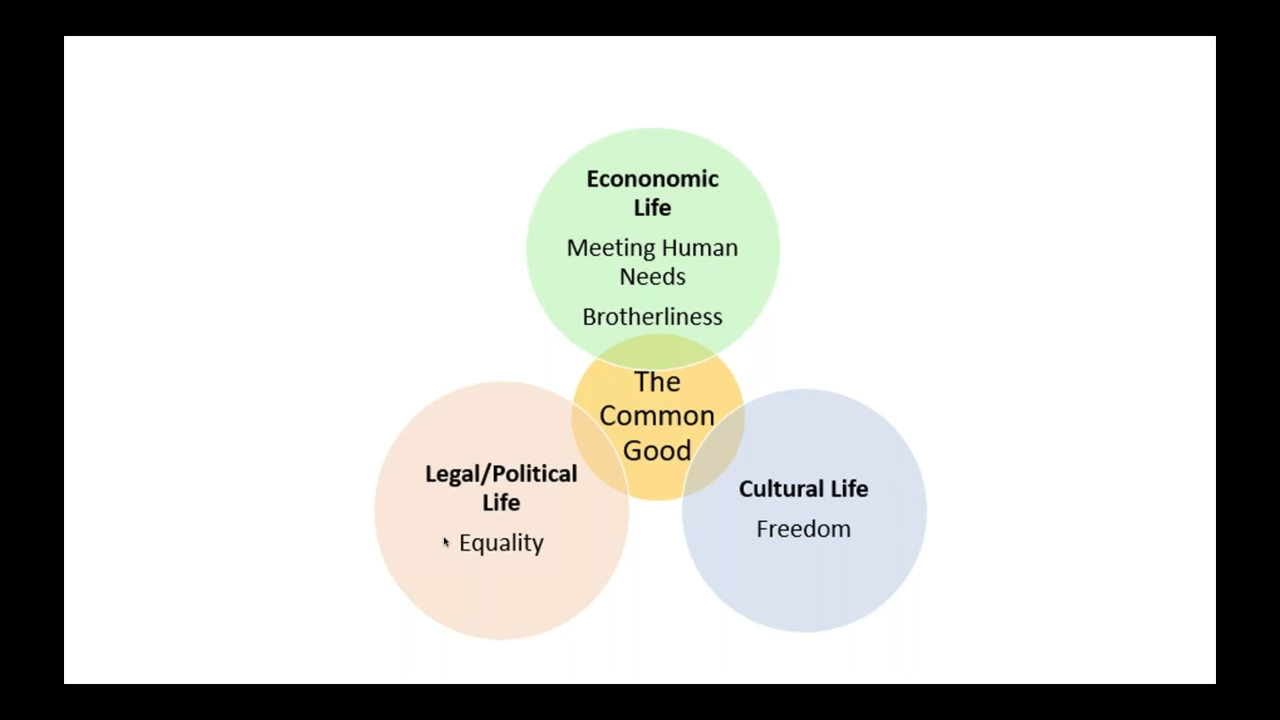 Econonomic
Life
Meeting Human
Needs
Brotherliness
The
Common
Good
Legal/Political
Life
Equality
Cultural Life
Freedom